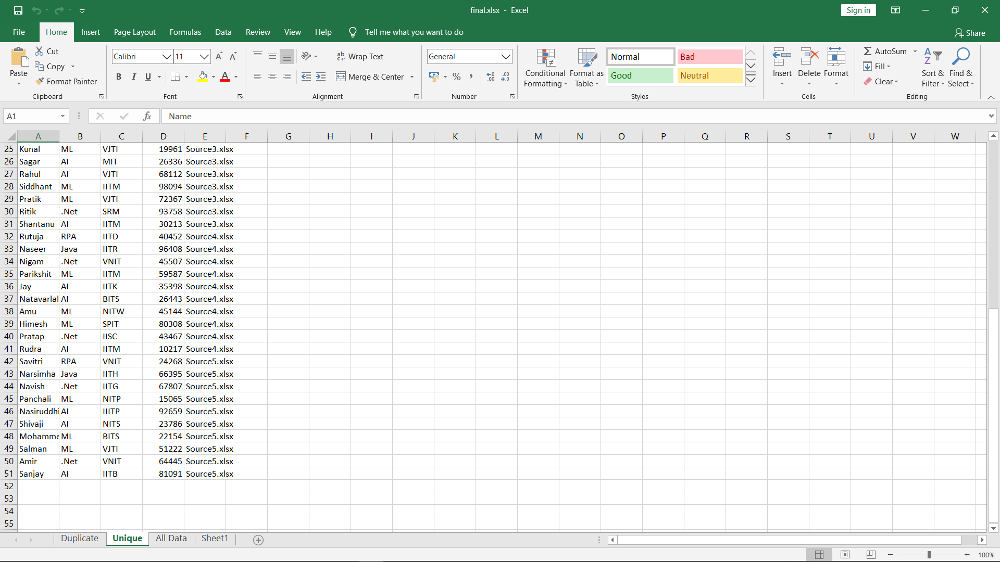 final.xlsx - Excel
Sign in
File Home Insert Page Layout Formulas Data Review View Help Tell me what you want to do
Share
Paste
Cut
Copy
Format Painter
Clipboard
Calibri 11
B I U
Font
Wrap Text
Merge & Center
Alignment
General
Number
Conditional Formatting
Format as Table
Normal Bad
Good Neutral
Styles
Insert Delete Format
Cells
AutoSum
Fill
Clear
Sort & Filter
Find & Select
Editing
A1 fx Name
A B C D E F G H I J K L M N O P Q R S T U V W
25 Kunal ML VJTI 19961 Source3.xlsx
26 Sagar AI MIT 26336 Source3.xlsx
27 Rahul AI VJTI 68112 Source3.xlsx
28 Siddhant ML IITM 98094 Source3.xlsx
29 Pratik ML VJTI 72367 Source3.xlsx
30 Ritik .Net SRM 93758 Source3.xlsx
31 Shantanu AI IITM 30213 Source3.xlsx
32 Rutuja RPA IITD 40452 Source4.xlsx
33 Naseer Java IITR 96408 Source4.xlsx
34 Nigam .Net VNIT 45507 Source4.xlsx
35 Parikshit ML IITM 59587 Source4.xlsx
36 Jay AI IITK 35398 Source4.xlsx
37 Natavarlal AI BITS 26443 Source4.xlsx
38 Amu ML NITW 45144 Source4.xlsx
39 Himesh ML SPIT 80308 Source4.xlsx
40 Pratap .Net IISC 43467 Source4.xlsx
41 Rudra AI IITM 10217 Source4.xlsx
42 Savitri RPA VNIT 24268 Source5.xlsx
43 Narsimha Java IITH 66395 Source5.xlsx
44 Navish .Net IITG 67807 Source5.xlsx
45 Panchali ML NITP 15065 Source5.xlsx
46 Nasiruddhi AI IIITP 92659 Source5.xlsx
47 Shivaji AI NITS 23786 Source5.xlsx
48 Mohamme ML BITS 22154 Source5.xlsx
49 Salman ML VJTI 51222 Source5.xlsx
50 Amir .Net VNIT 64445 Source5.xlsx
51 Sanjay AI IITB 81091 Source5.xlsx
52
53
54
55
Duplicate Unique All Data Sheet1
100%